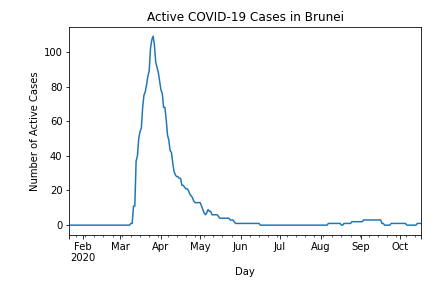 Active COVID-19 Cases in Brunei
Number of Active Cases
100
80
60
40
20
0
Feb Mar Apr May Jun Jul Aug Sep Oct
2020
Day